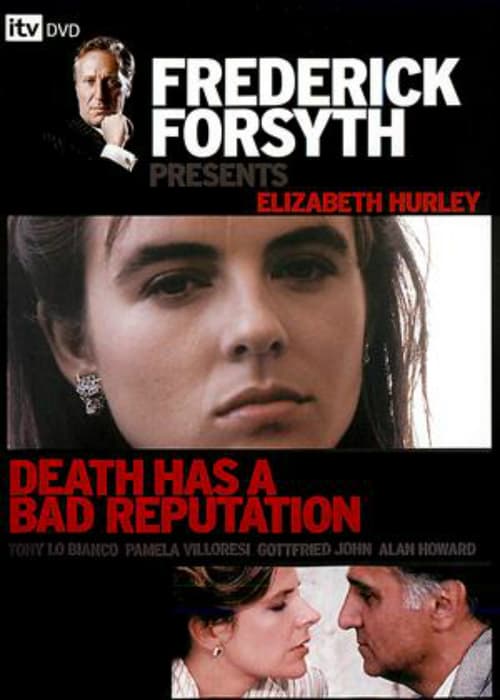 itv DVD
FREDERICK
FORSYTH
PRESENTS
ELIZABETH HURLEY
DEATH HAS A
BAD REPUTATION
TONY LO BIANCO PAMELA VILLORESI GOTTFRIED JOHN ALAN HOWARD